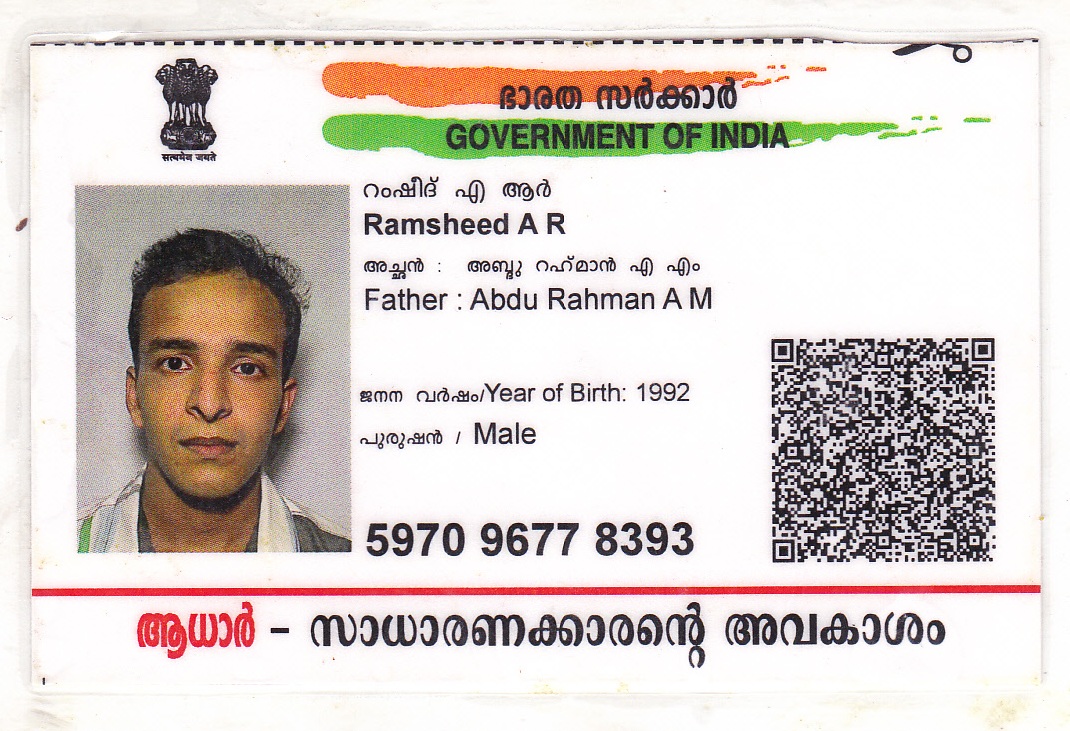 भारत സർക്കാർ
GOVERNMENT OF INDIA
सत्यमेव जयते
റംഷീദ് എ ആർ
Ramsheed A R
അച്ഛൻ : അബ്ദു റഹ്‌മാൻ എ എം
Father : Abdu Rahman A M
ജനന വർഷം/Year of Birth: 1992
പുരുഷൻ / Male
5970 9677 8393
ആധാർ – സാധാരണക്കാരന്റെ അവകാശം